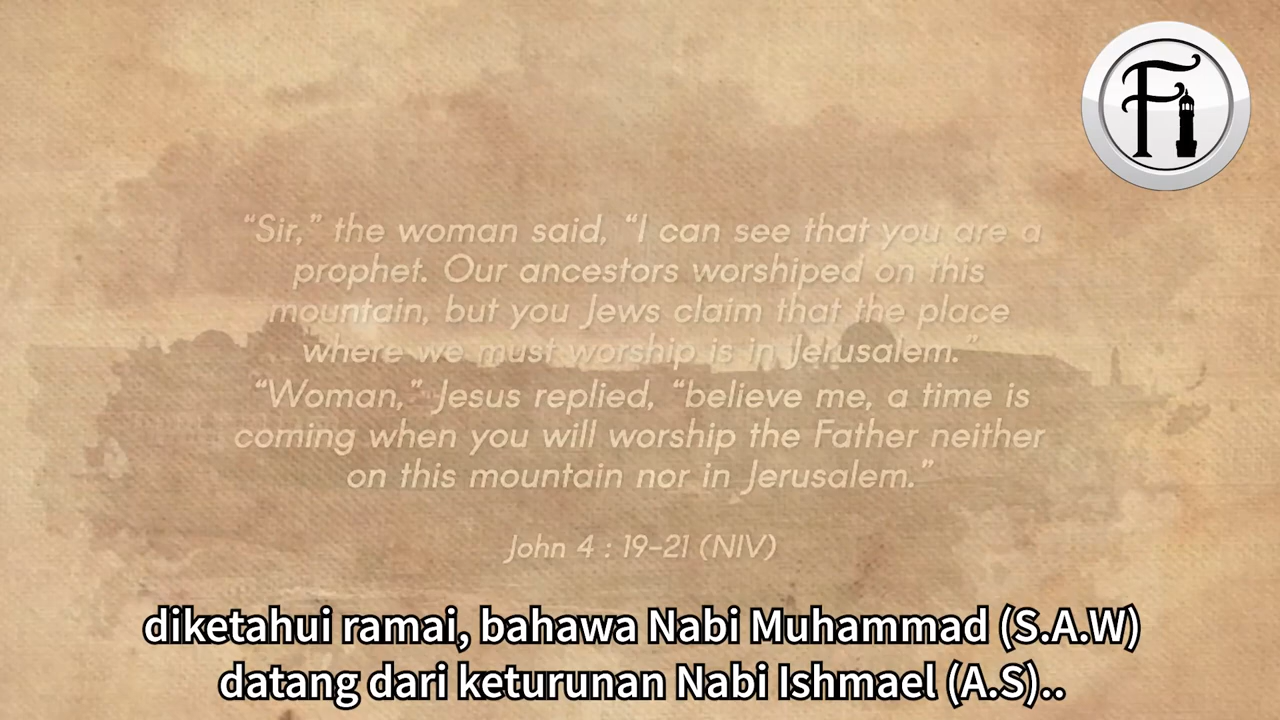 Fi
“Sir,” the woman said, “I can see that you are a
prophet. Our ancestors worshiped on this
mountain, but you Jews claim that the place
where we must worship is in Jerusalem.”
“Woman,” Jesus replied, “believe me, a time is
coming when you will worship the Father neither
on this mountain nor in Jerusalem.”
John 4 : 19-21 (NIV)
diketahui ramai, bahawa Nabi Muhammad (S.A.W)
datang dari keturunan Nabi Ishmael (A.S)..